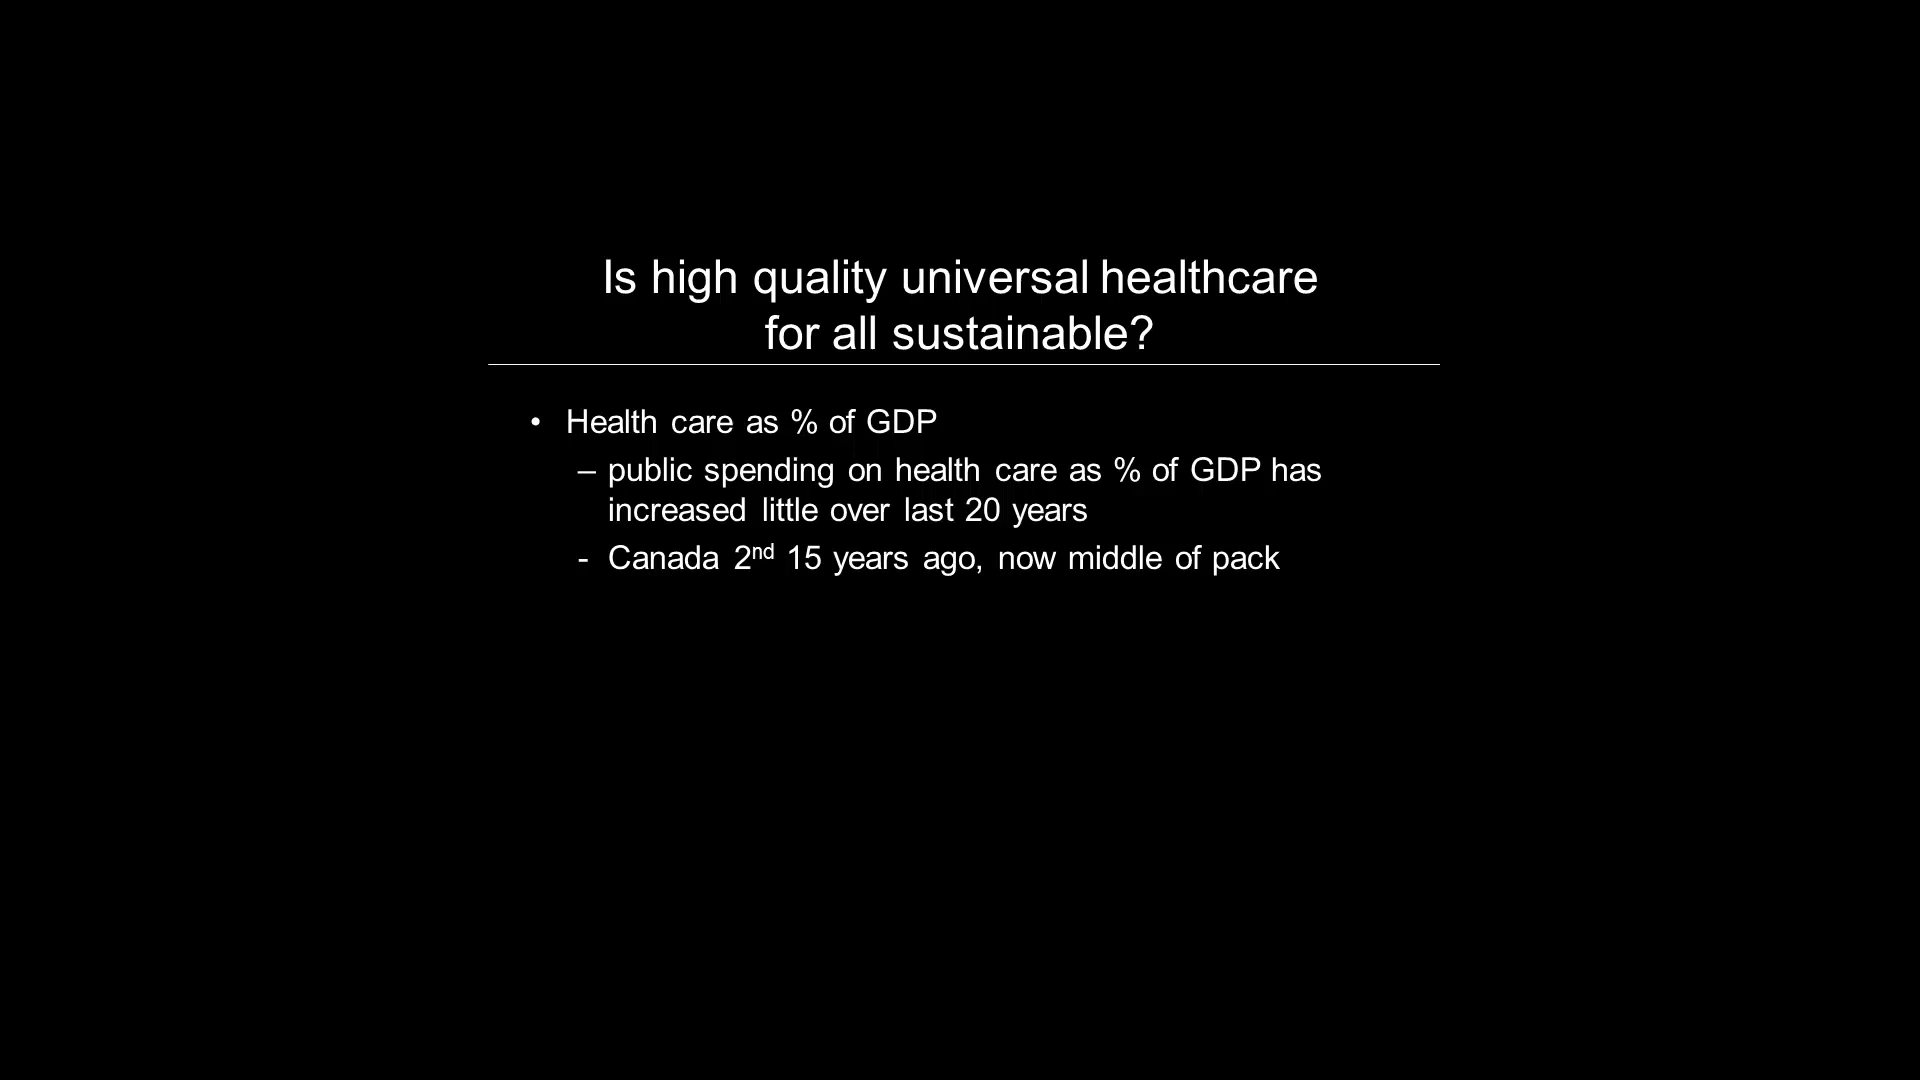 Is high quality universal healthcare
for all sustainable?
• Health care as % of GDP
– public spending on health care as % of GDP has
increased little over last 20 years
- Canada 2nd 15 years ago, now middle of pack